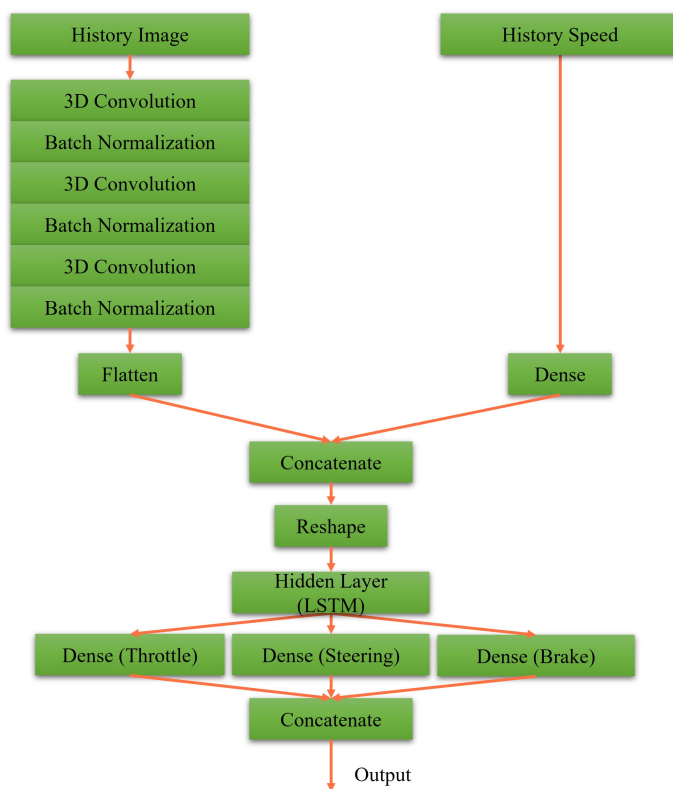 History Image
History Speed
3D Convolution
Batch Normalization
3D Convolution
Batch Normalization
3D Convolution
Batch Normalization
Flatten
Dense
Concatenate
Reshape
Hidden Layer
(LSTM)
Dense (Throttle)
Dense (Steering)
Dense (Brake)
Concatenate
Output